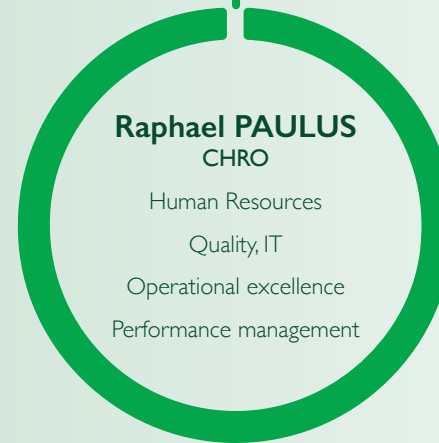 Raphael PAULUS
CHRO
Human Resources
Quality, IT
Operational excellence
Performance management